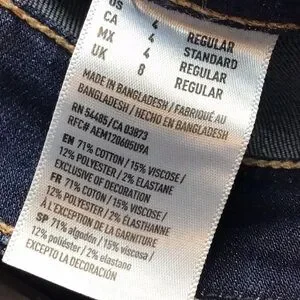 US 4 REGULAR
CA 4 STANDARD
MX 4 REGULAR
UK 8 REGULAR
MADE IN BANGLADESH / FABRIQUÉ AU
BANGLADESH / HECHO EN BANGLADESH
RN 54485/CA 03873
RFC# AEM120605U9A
EN 71% COTTON / 15% VISCOSE /
12% POLYESTER / 2% ELASTANE
EXCLUSIVE OF DECORATION
FR 71% COTON / 15% VISCOSE /
12% POLYESTER / 2% ÉLASTHANNE
À L'EXCEPTION DE LA GARNITURE
SP 71% algodón / 15% viscosa /
12% poliéster / 2% elastano
EXCEPTO LA DECORACIÓN